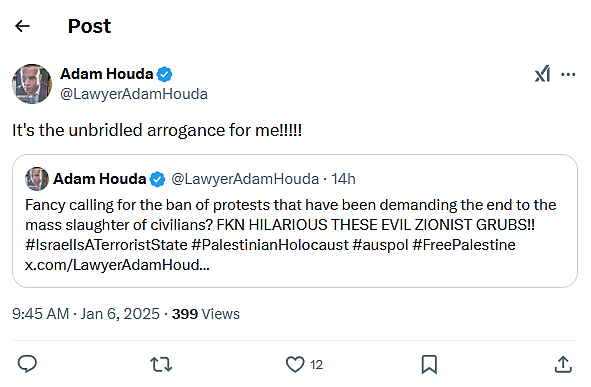 Post
Adam Houda
@LawyerAdamHouda
It's the unbridled arrogance for me!!!!!
Adam Houda @LawyerAdamHouda · 14h
Fancy calling for the ban of protests that have been demanding the end to the
mass slaughter of civilians? FKN HILARIOUS THESE EVIL ZIONIST GRUBS!!
#IsraelIsATerroristState #PalestinianHolocaust #auspol #FreePalestine
x.com/LawyerAdamHoud...
9:45 AM · Jan 6, 2025 · 399 Views
12